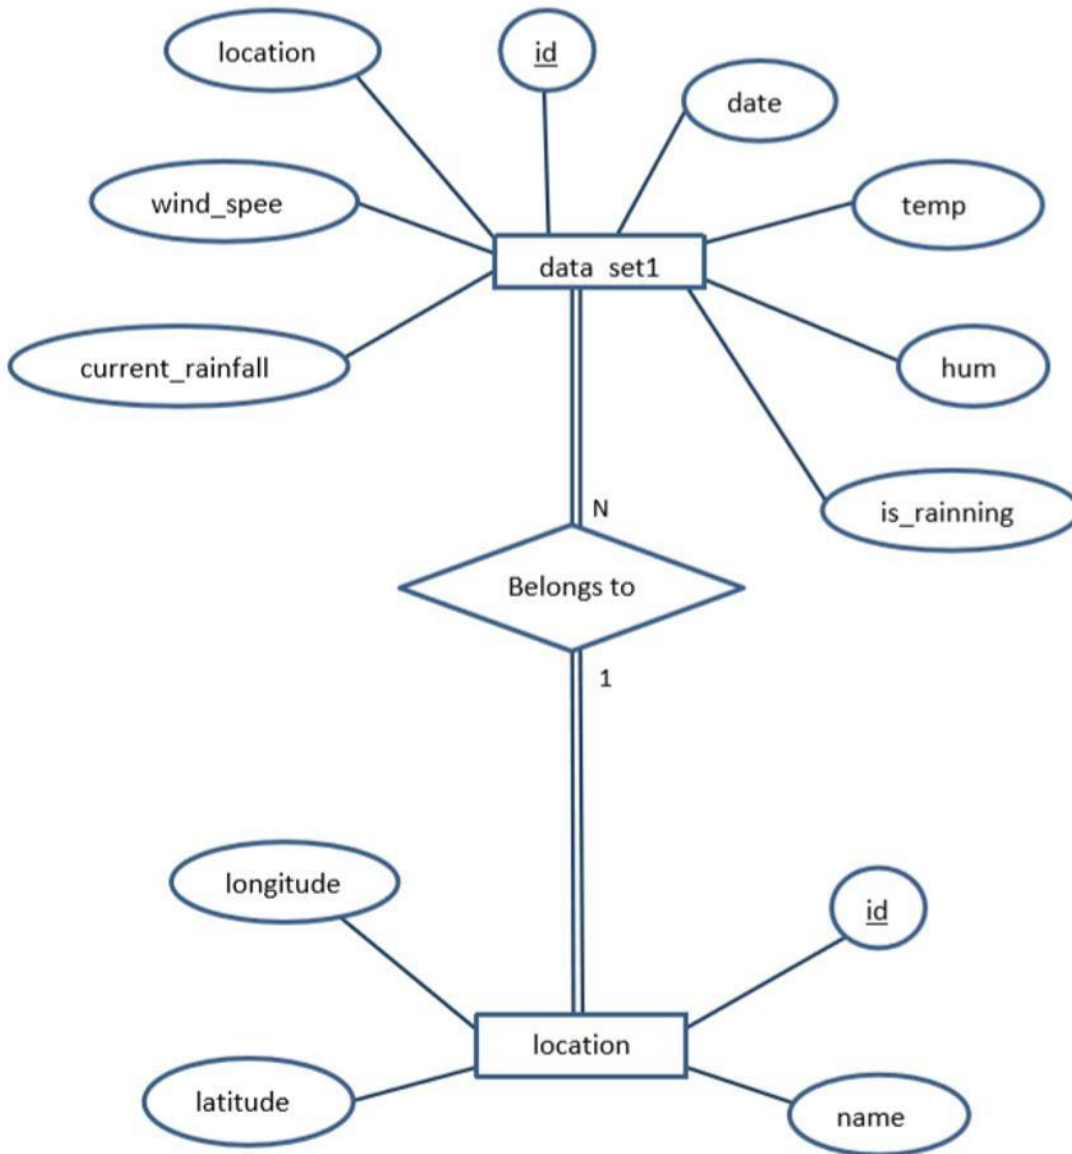 location
id
date
wind_spee
temp
data set1
current_rainfall
hum
is_rainning
N
Belongs to
1
longitude
id
location
latitude
name